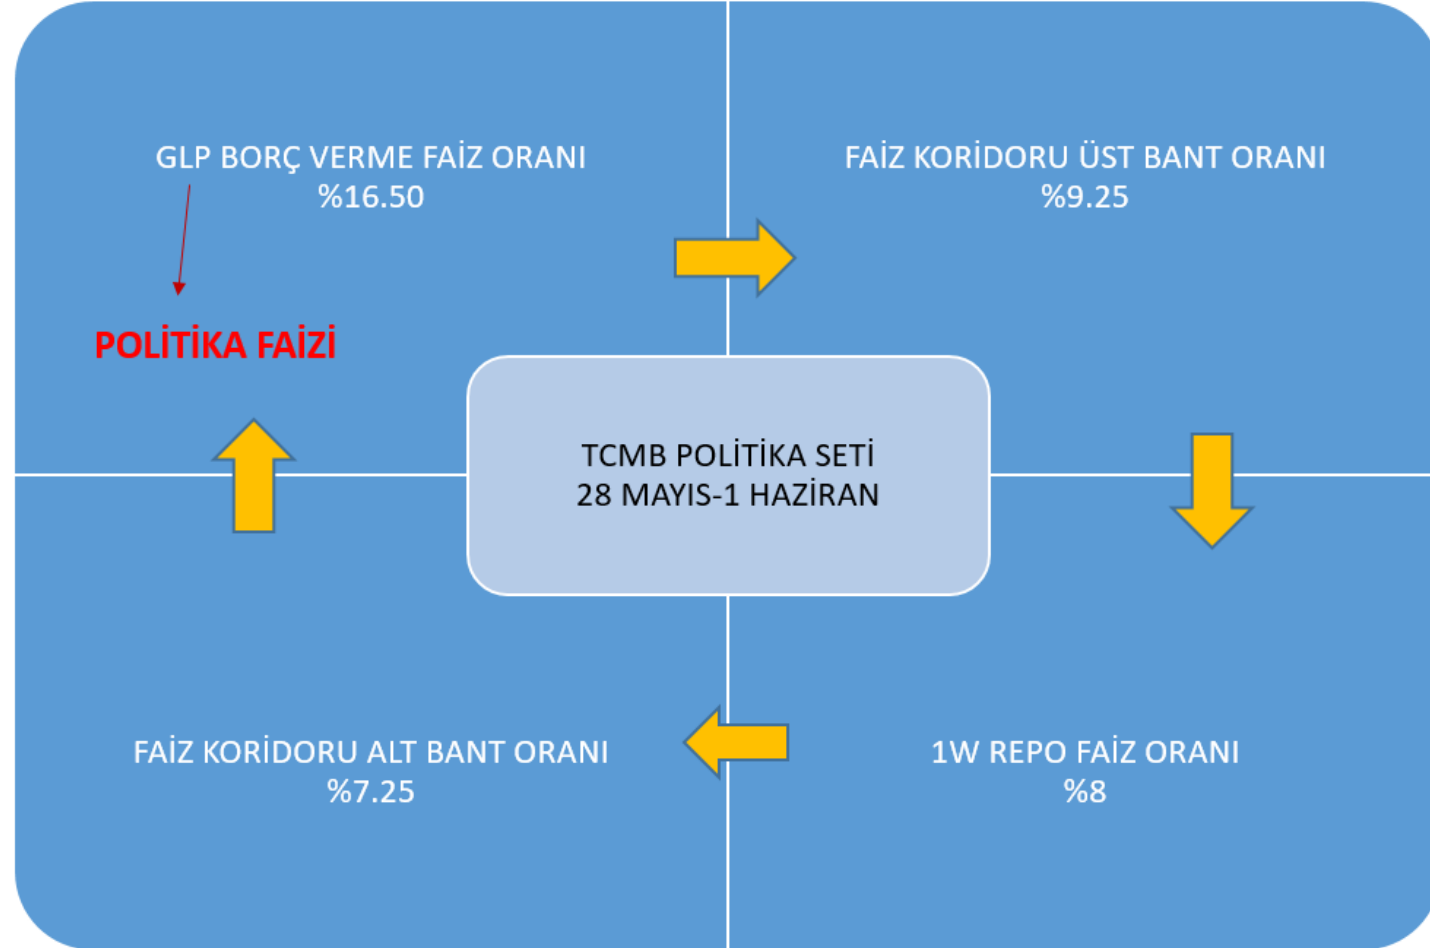 GLP BORÇ VERME FAİZ ORANI
%16.50
POLİTİKA FAİZİ
FAİZ KORİDORU ÜST BANT ORANI
%9.25
TCMB POLİTİKA SETİ
28 MAYIS-1 HAZİRAN
FAİZ KORİDORU ALT BANT ORANI
%7.25
1W REPO FAİZ ORANI
%8